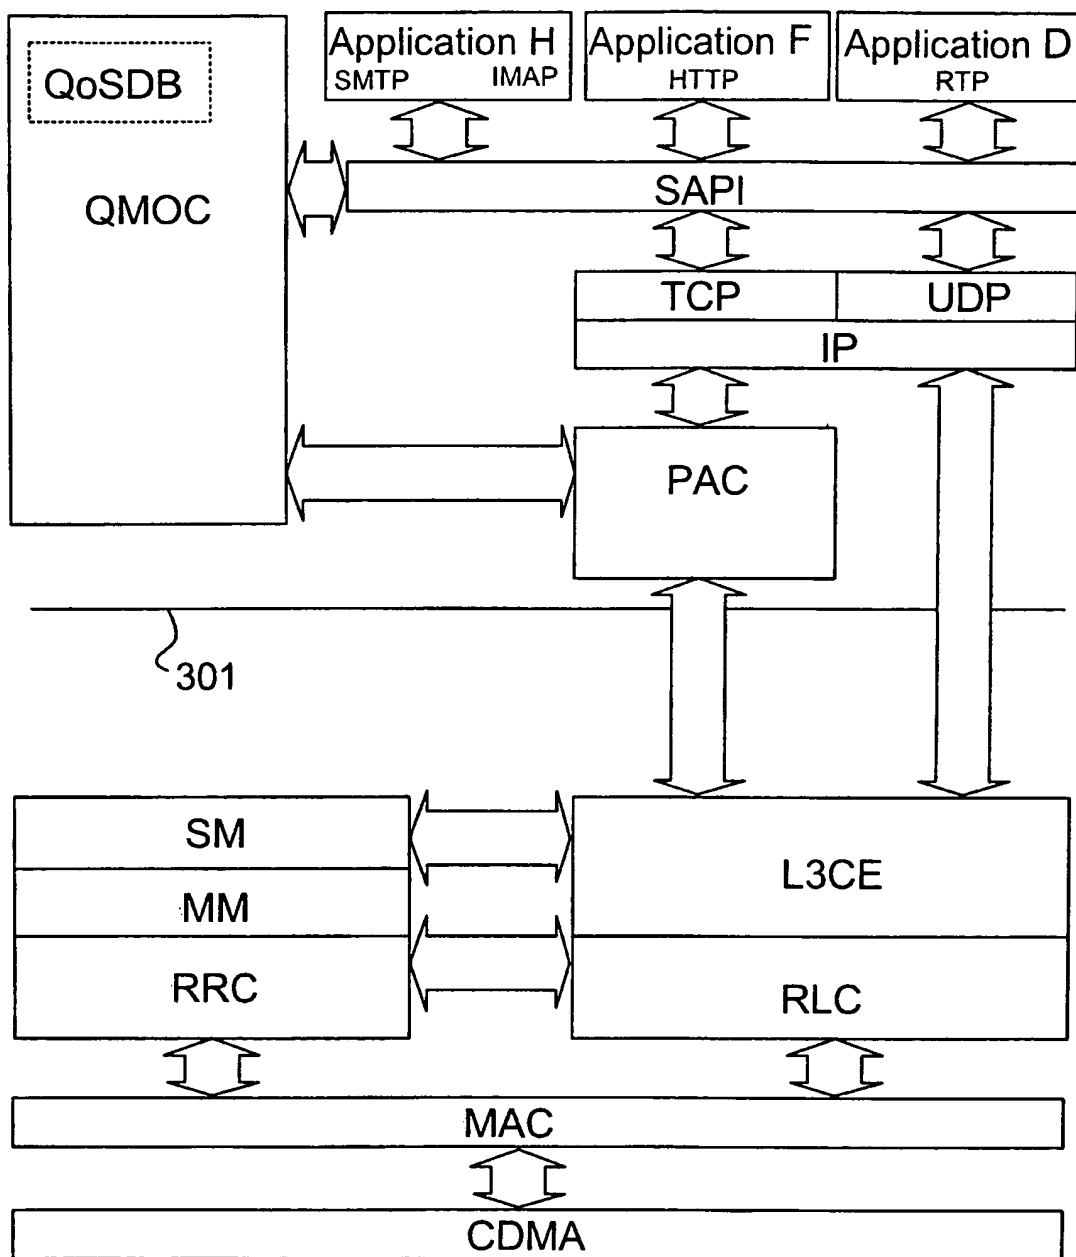 QoSDB
QMOC
Application H
SMTP IMAP
Application F
HTTP
Application D
RTP
SAPI
TCP
UDP
IP
PAC
301
SM
MM
RRC
L3CE
RLC
MAC
CDMA